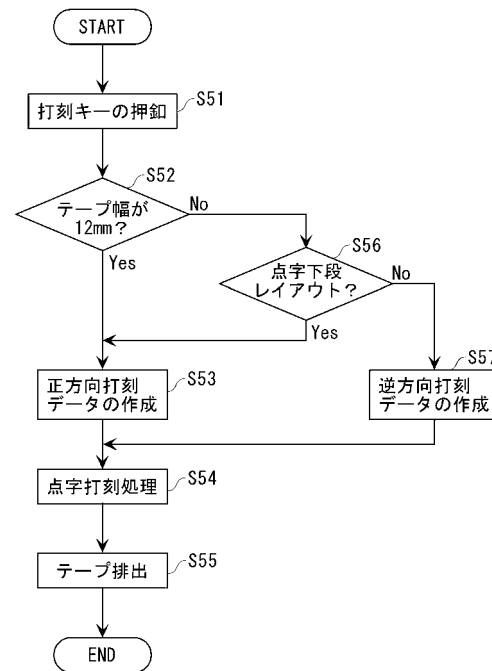 START
打刻キーの押釦
S51
S52
テープ幅が
12mm?
No
Yes
S56
点字下段
レイアウト?
No
Yes
S53
正方向打刻
データの作成
S57
逆方向打刻
データの作成
S54
点字打刻処理
S55
テープ排出
END